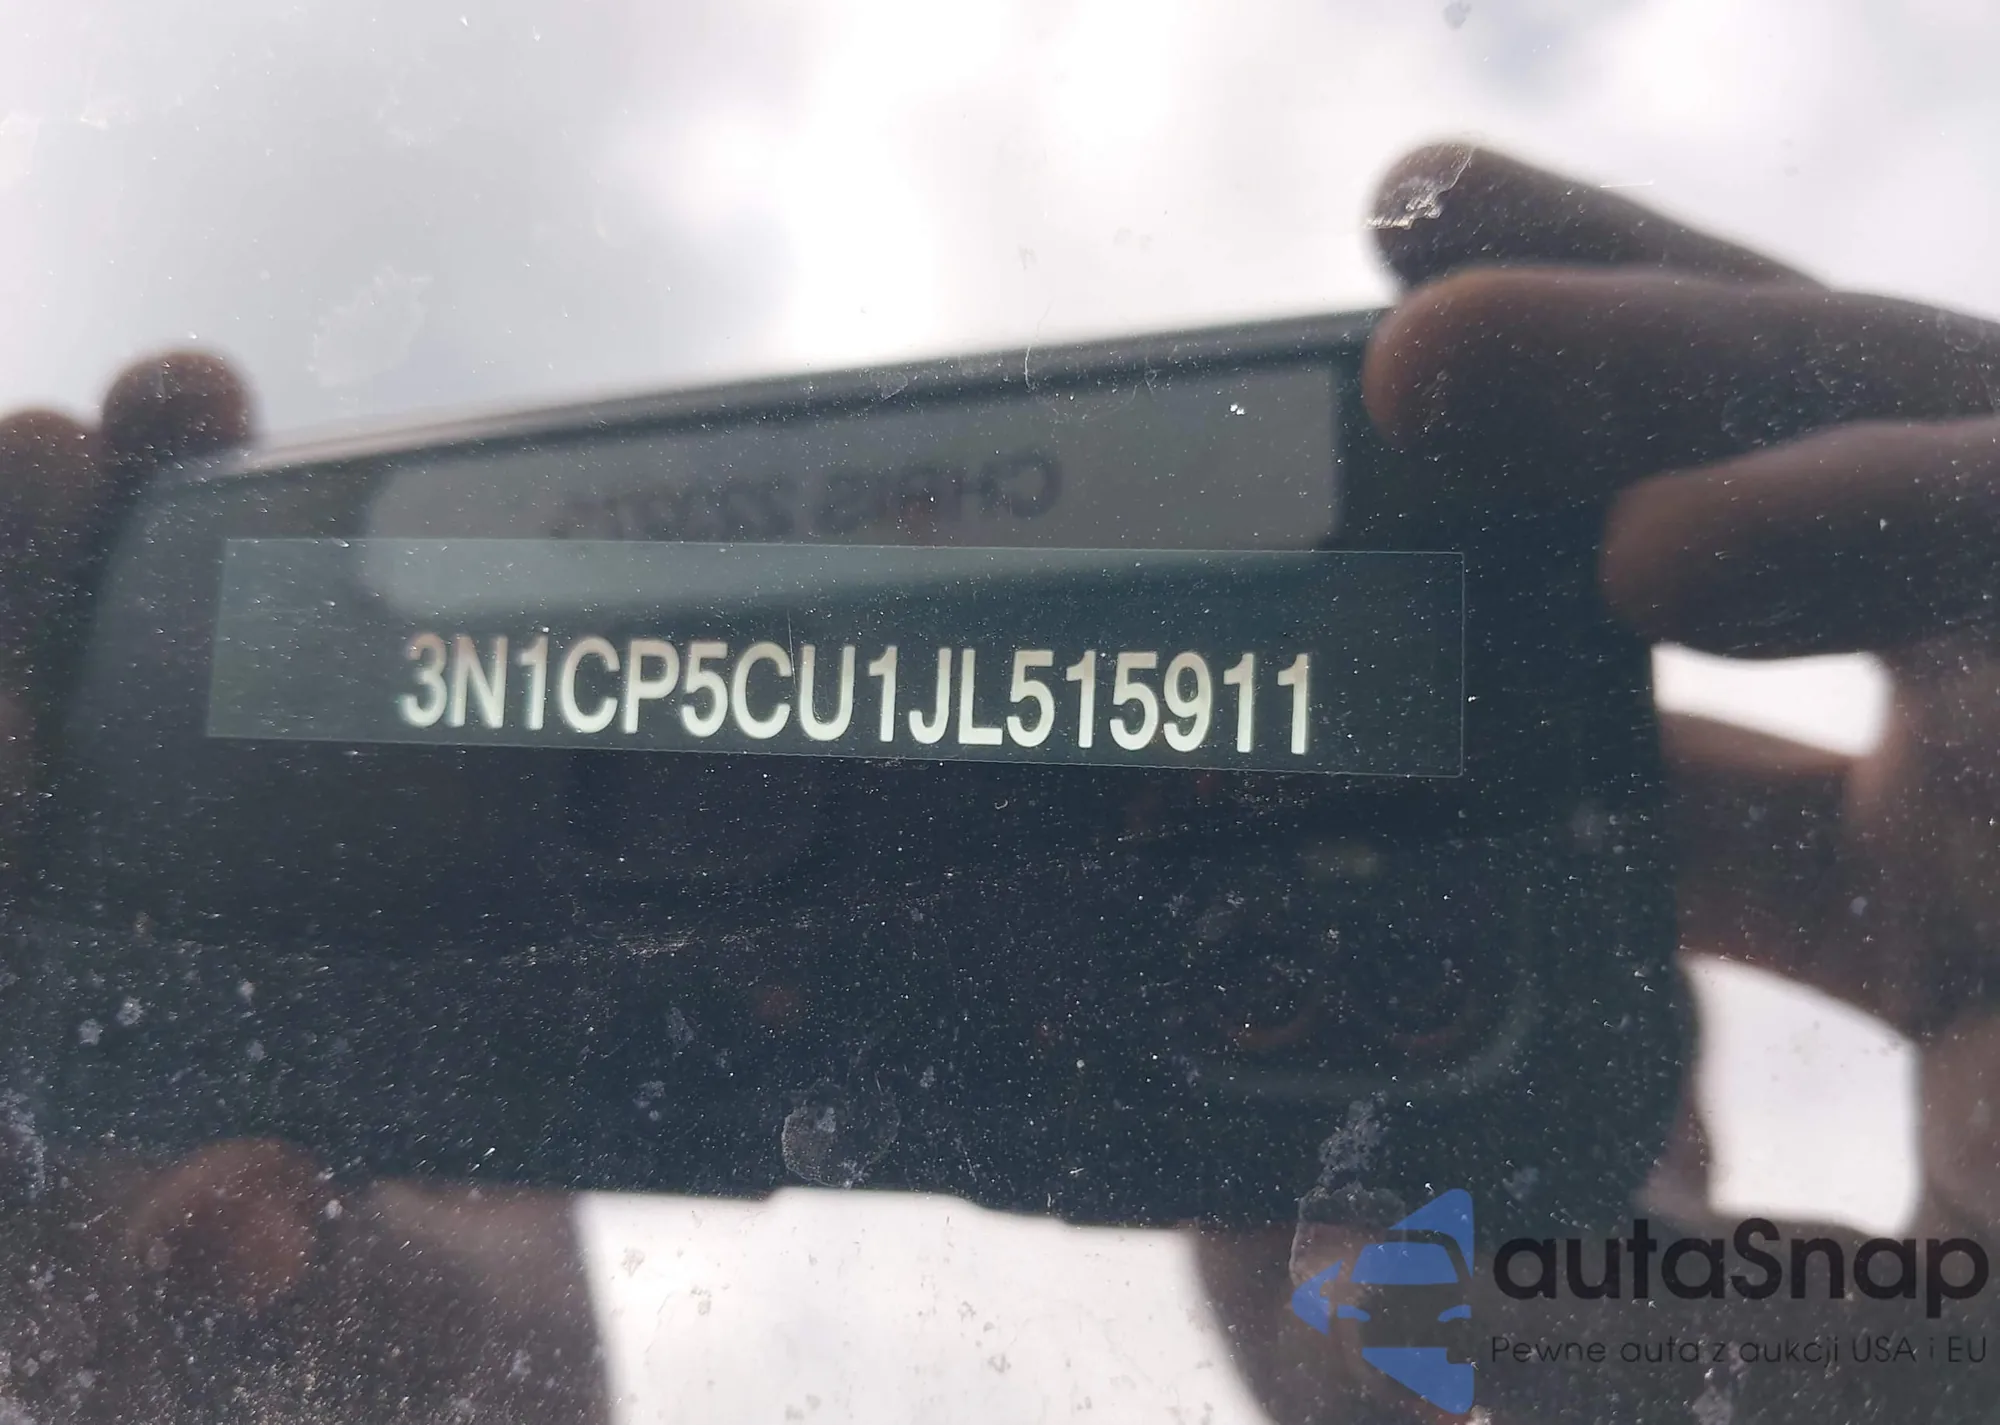 3N1CP5CU1JL515911
autaSnap
Pewne auta z aukcji USA i EU